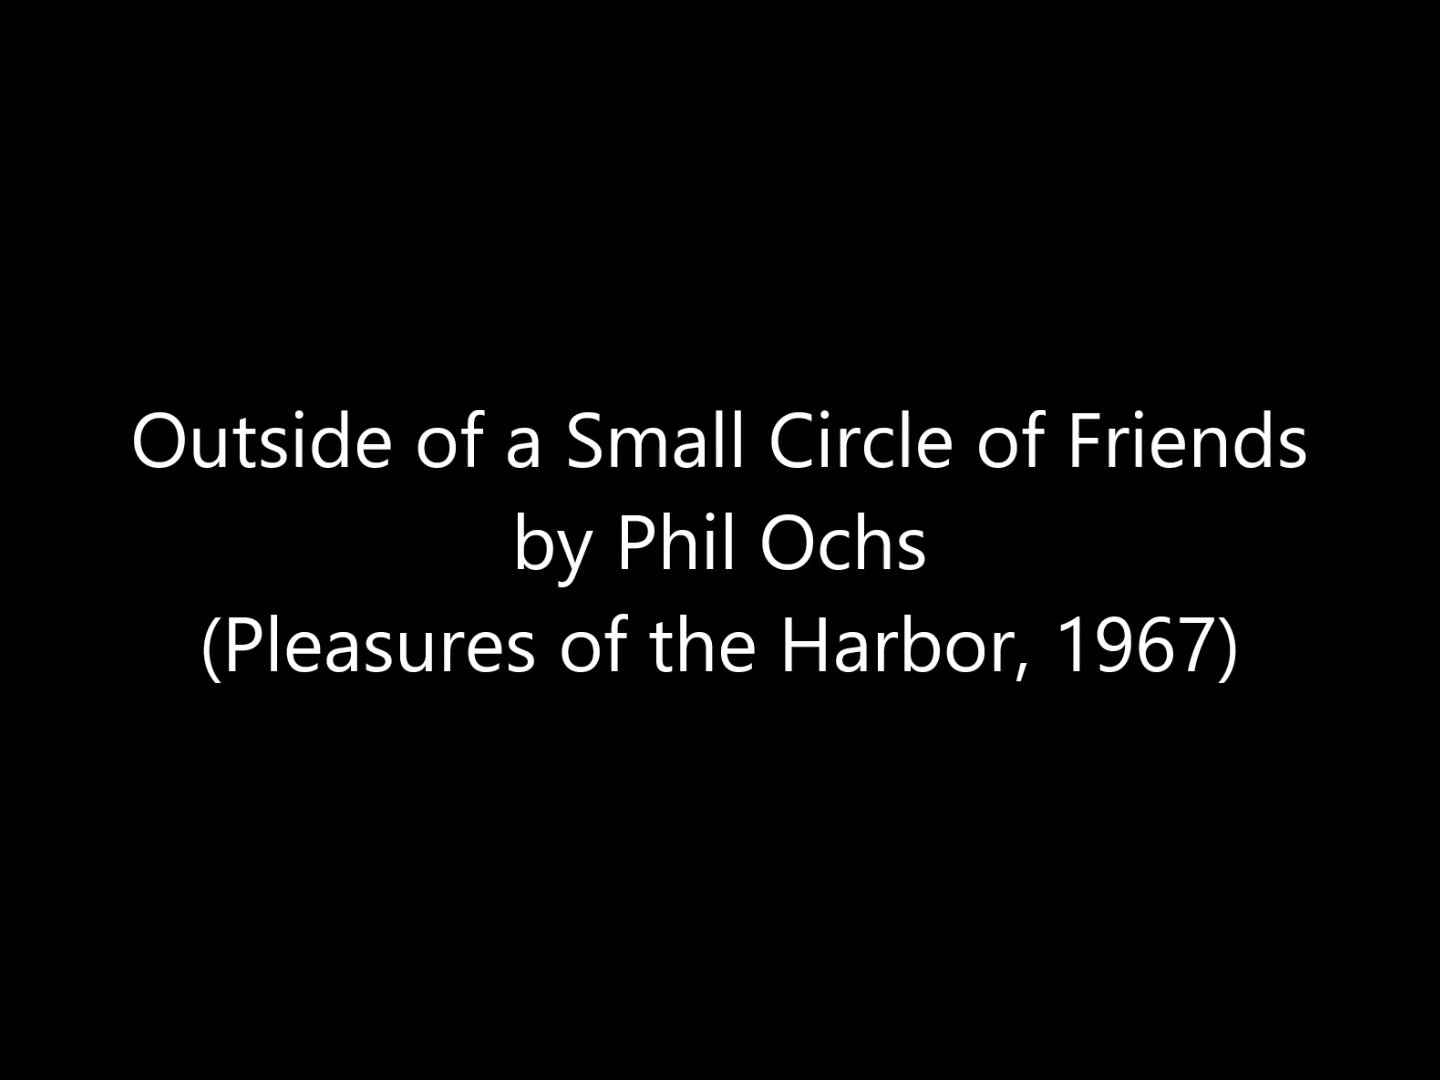 Outside of a Small Circle of Friends
by Phil Ochs
(Pleasures of the Harbor, 1967)